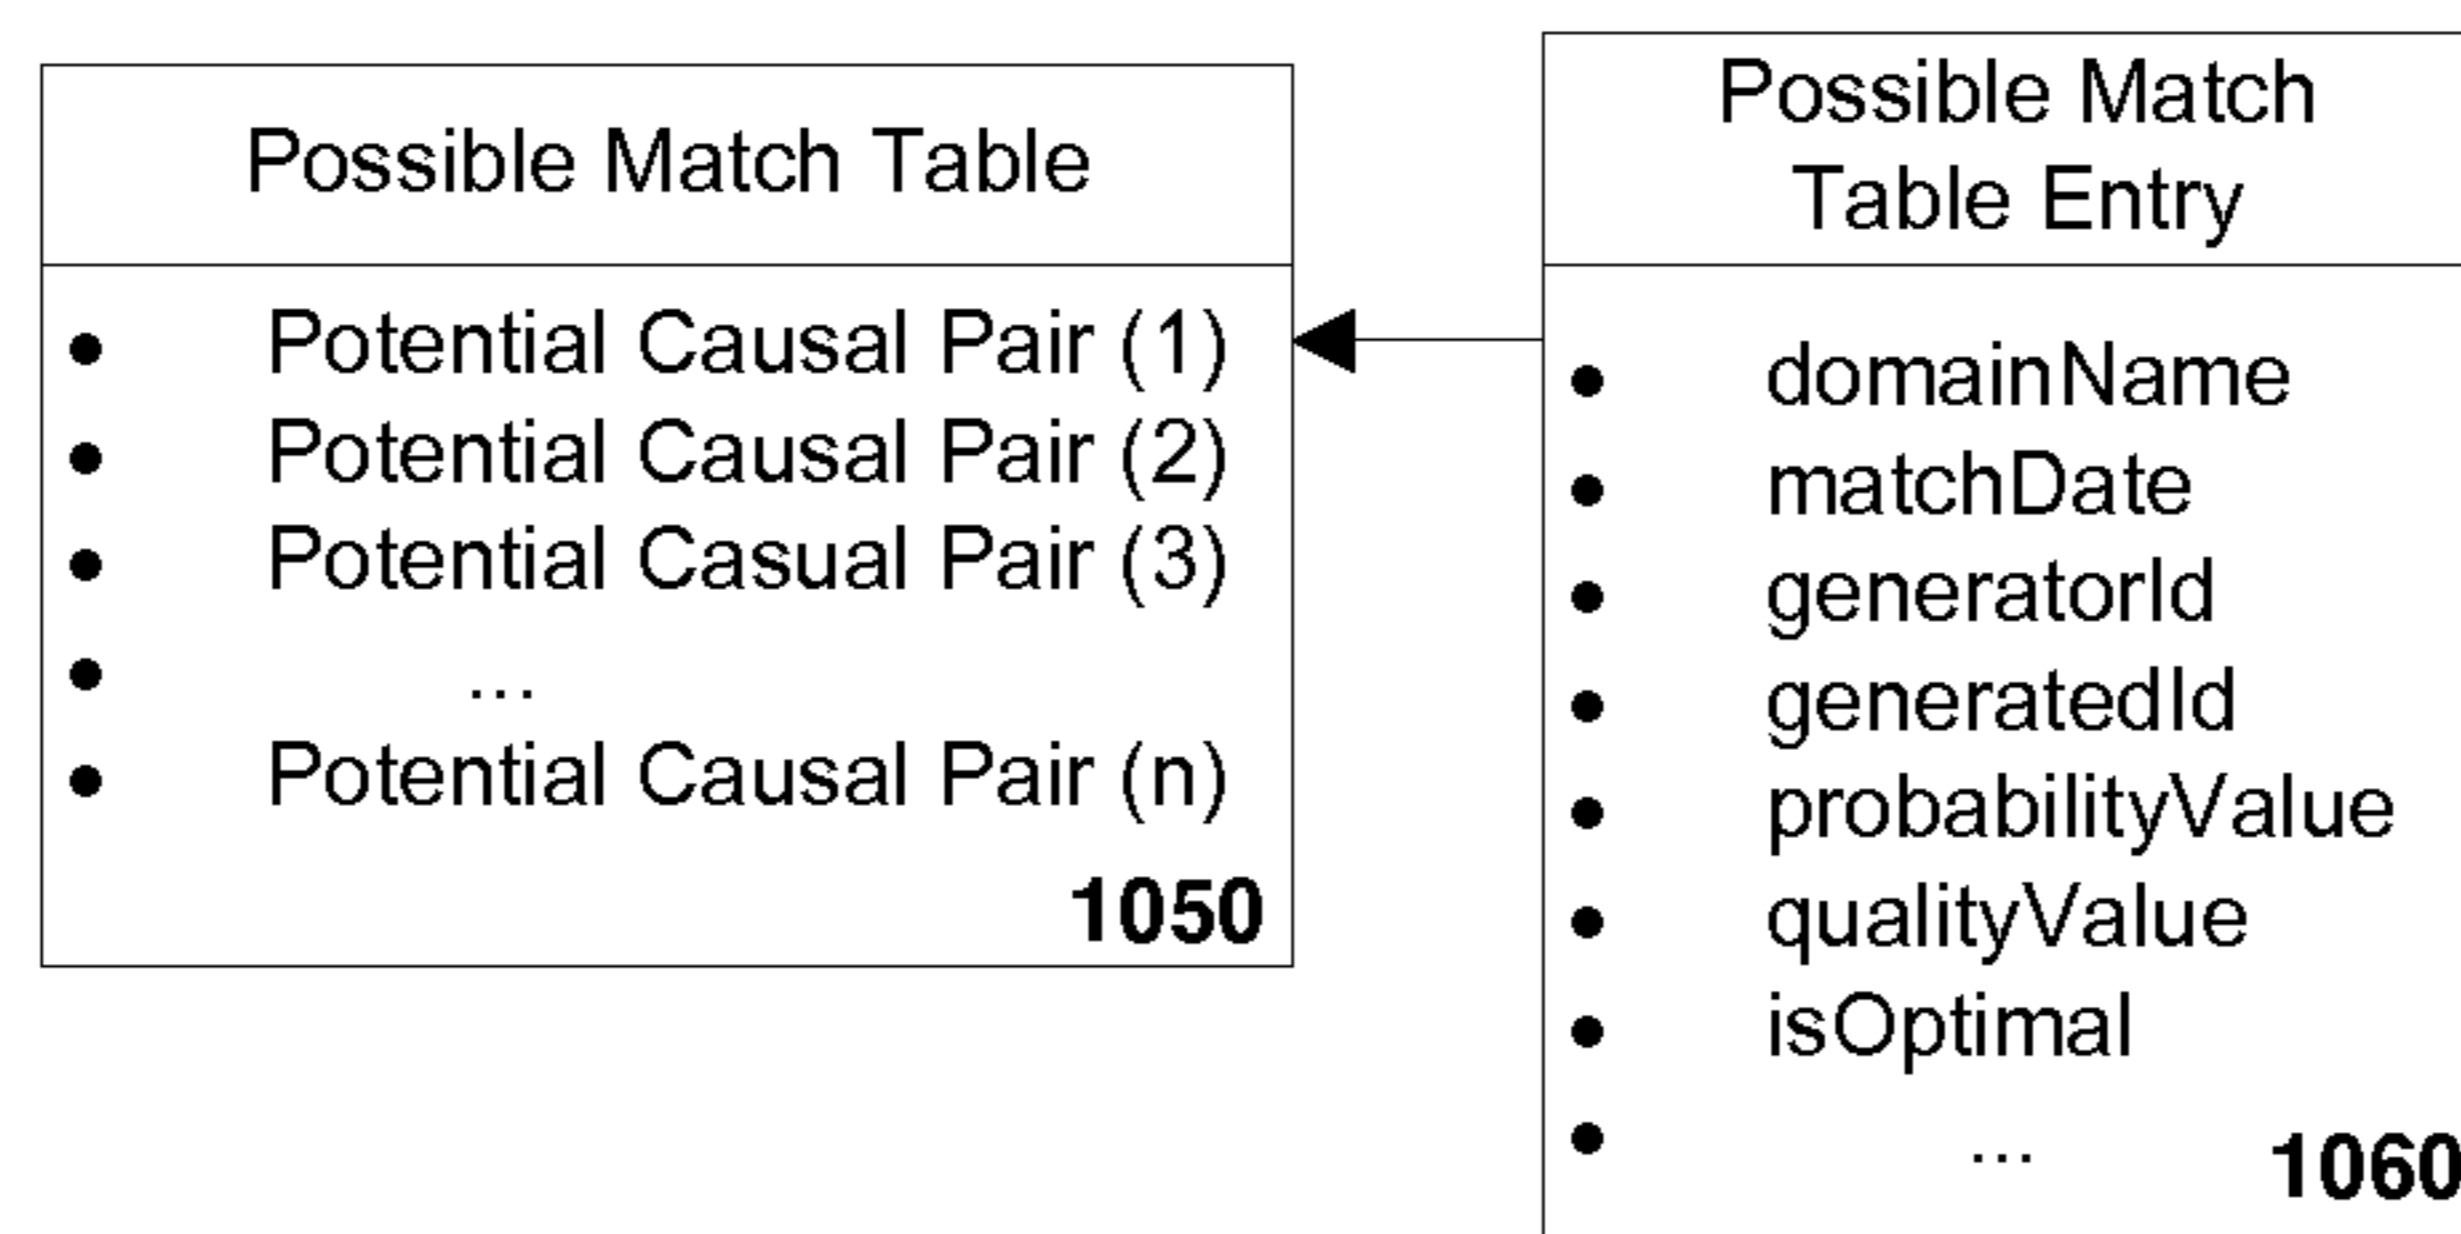 Possible Match Table
• Potential Causal Pair (1)
• Potential Causal Pair (2)
• Potential Casual Pair (3)
• ...
• Potential Causal Pair (n)
1050
Possible Match
Table Entry
• domainName
• matchDate
• generatorId
• generatedId
• probabilityValue
• qualityValue
• isOptimal
• ...
1060